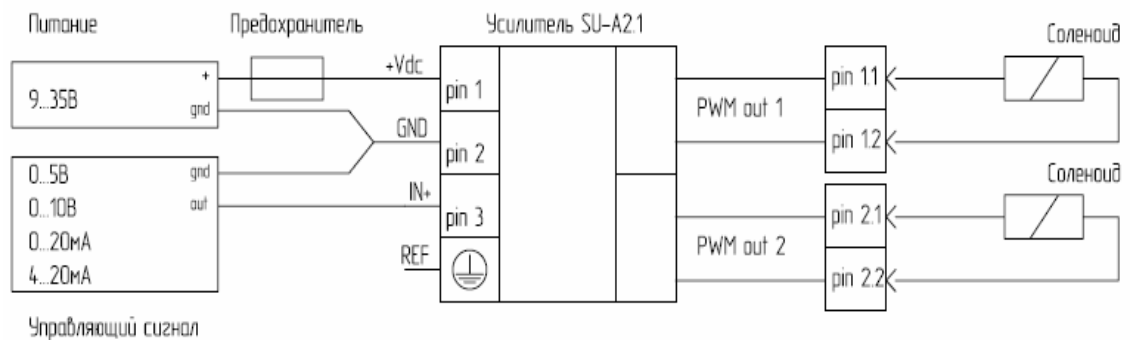 Питание
Предохранитель
Усилитель SU-A2.1
Соленоид
9...35В
+
gnd
+Vdc
pin 1
GND
pin 2
0...5В
0...10В
0...20мА
4...20мА
gnd
out
IN+
pin 3
REF
PWM out 1
pin 1.1
pin 1.2
Соленоид
PWM out 2
pin 2.1
pin 2.2
Управляющий сигнал